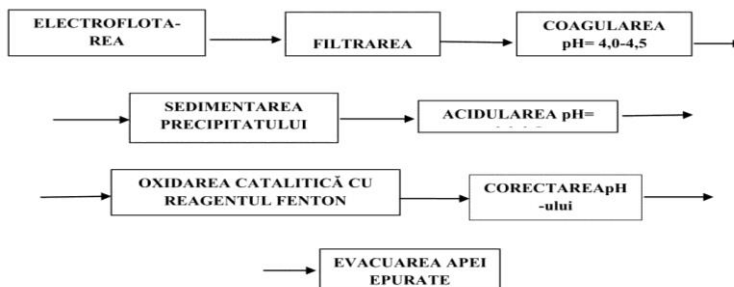 ELECTROFLOTA-
REA
FILTRAREA
COAGULAREA
pH= 4,0-4,5
SEDIMENTAREA
PRECIPITATULUI
ACIDULAREA pH=
OXIDAREA CATALITICĂ CU
REAGENTUL FENTON
CORECTAREApH
-ului
EVACUAREA APEI
EPURATE